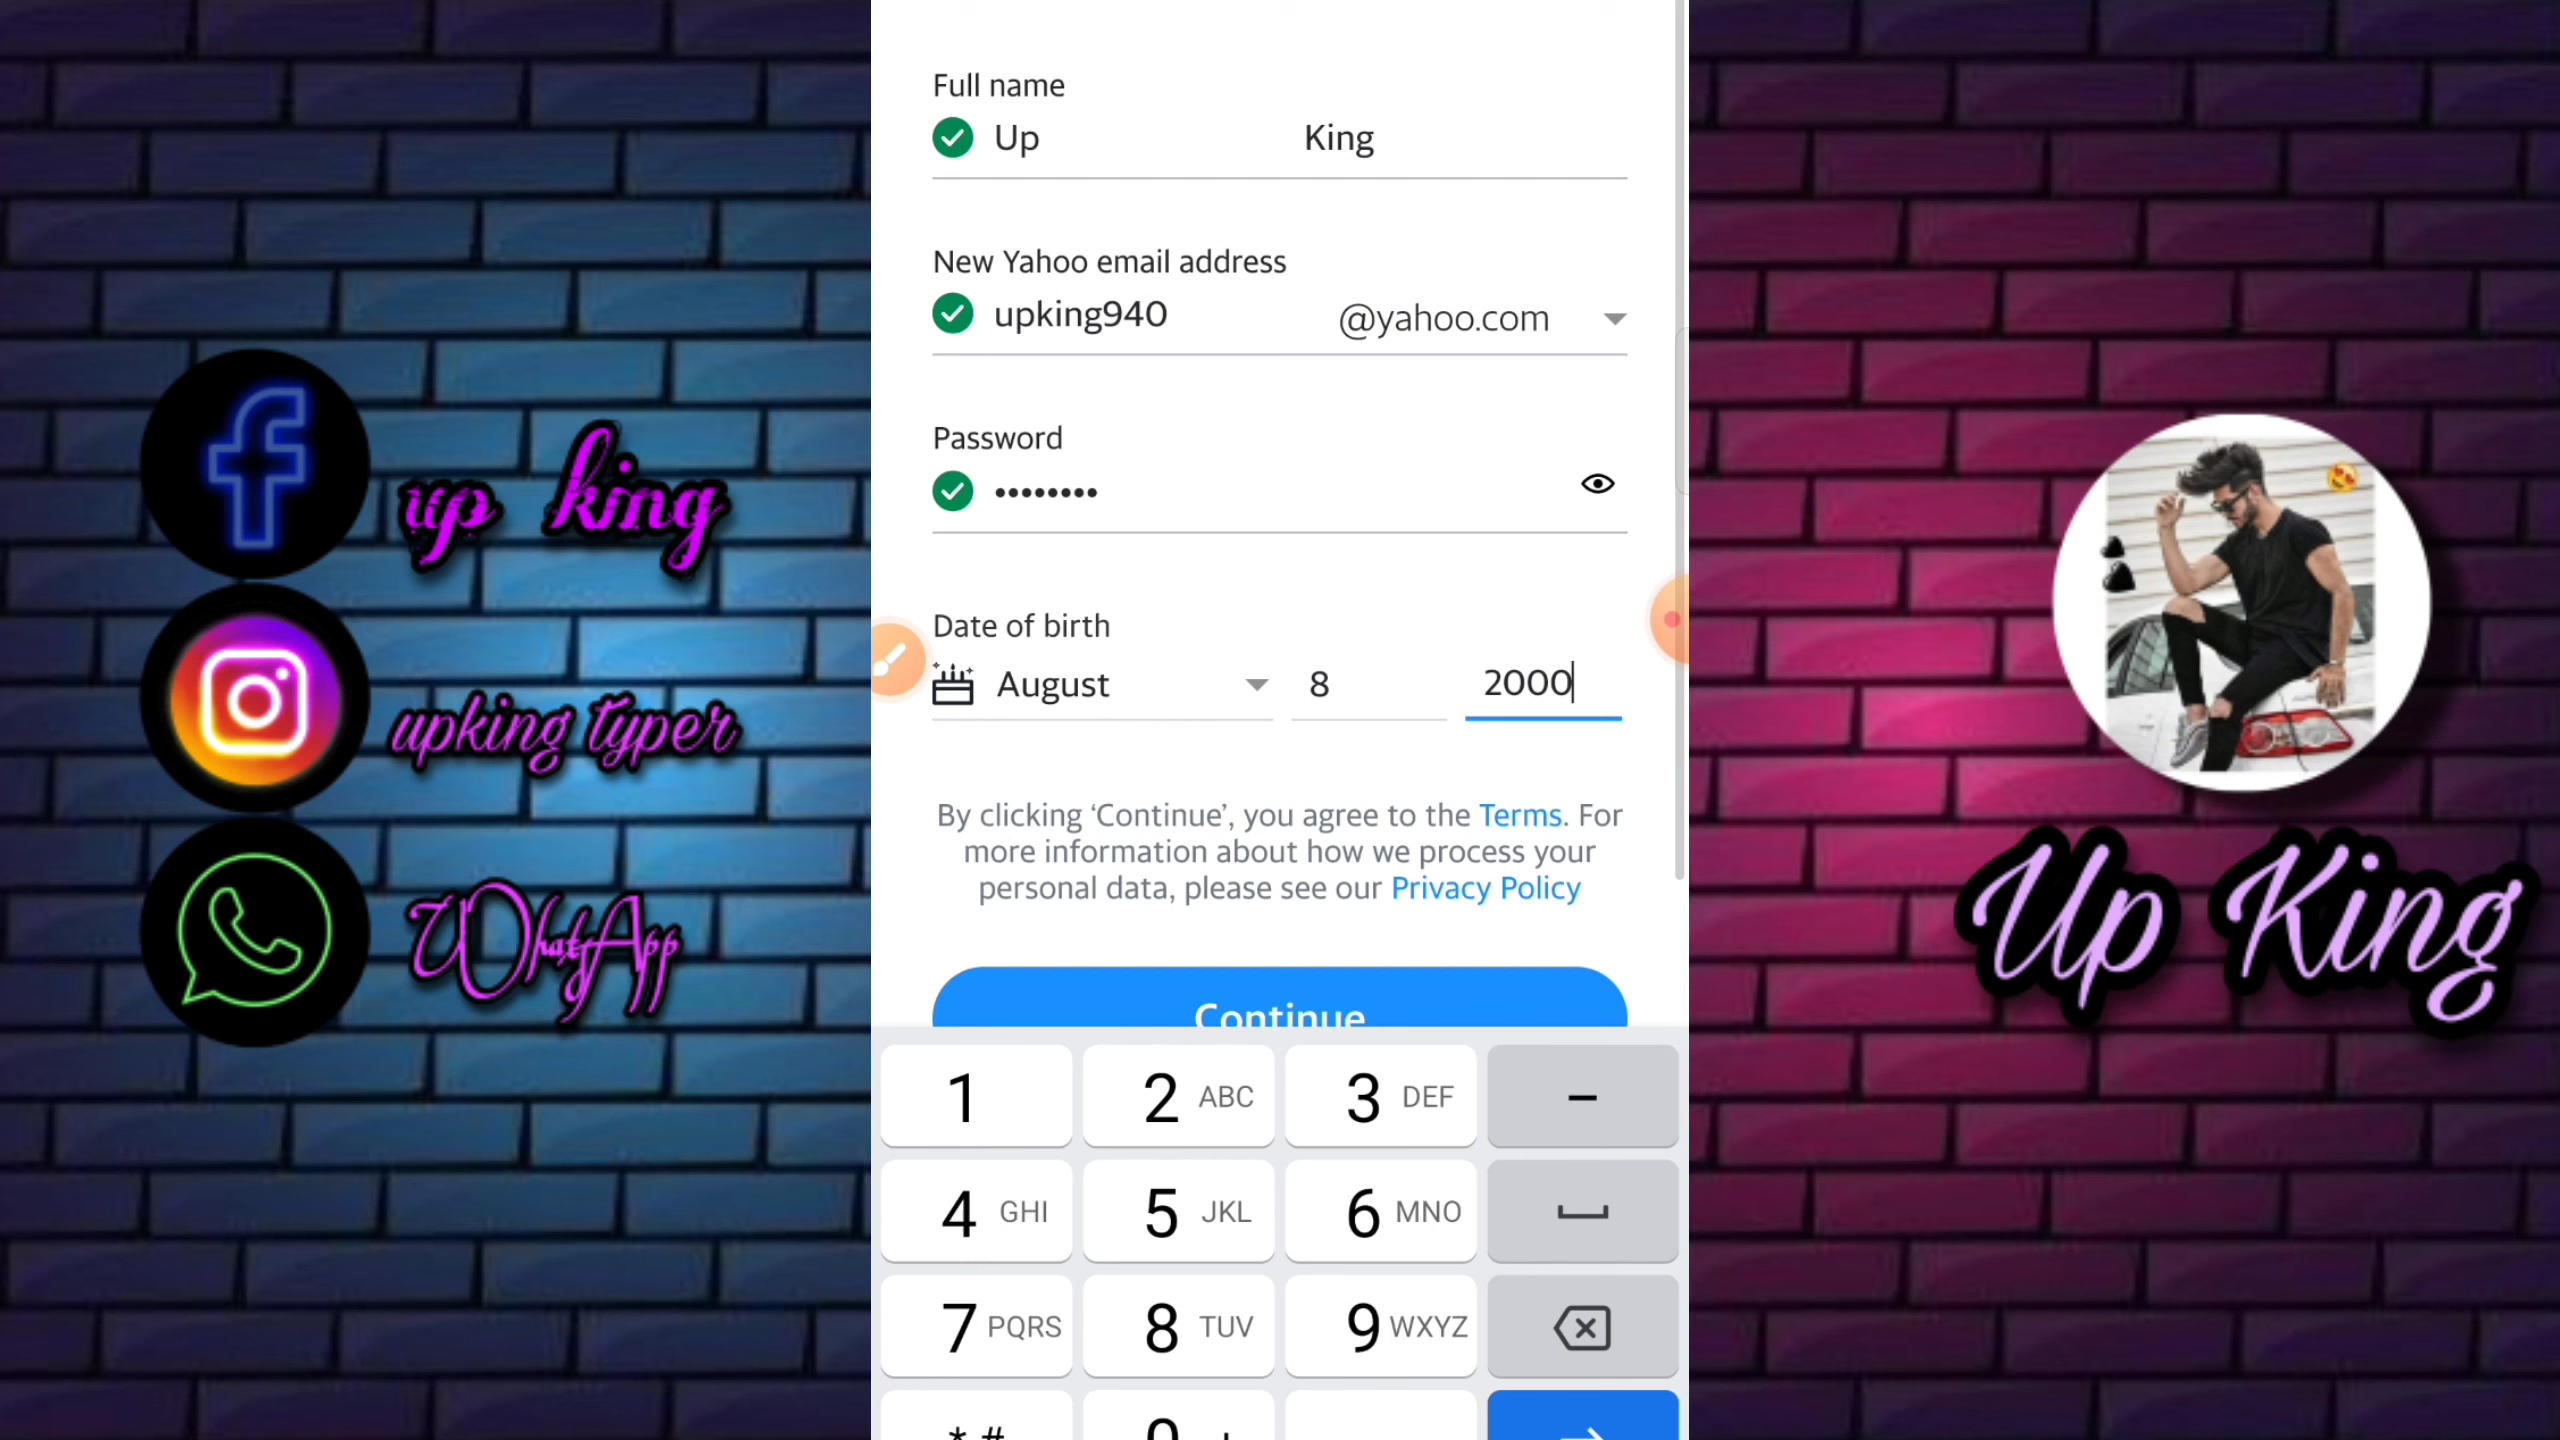 Full name
Up King
New Yahoo email address
upking940 @yahoo.com
Password
••••••••
Date of birth
August 8 2000
By clicking ‘Continue’, you agree to the Terms. For
more information about how we process your
personal data, please see our Privacy Policy
Continue
1 2 ABC 3 DEF –
4 GHI 5 JKL 6 MNO
7 PQRS 8 TUV 9 WXYZ
* # 0 +
up king
upking typer
WhatsApp
Up King